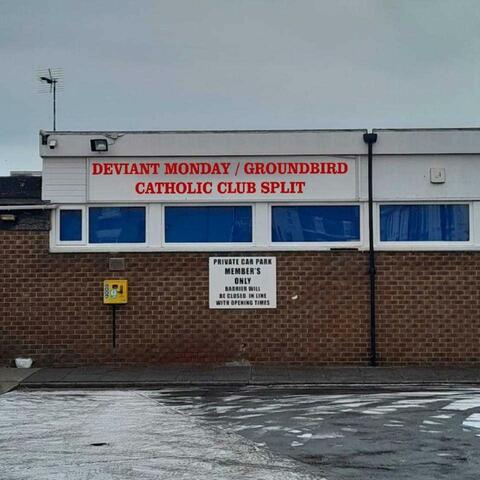 DEVIANT MONDAY / GROUNDBIRD
CATHOLIC CLUB SPLIT
PRIVATE CAR PARK
MEMBER'S
ONLY
BARRIER WILL
BE CLOSED IN LINE
WITH OPENING TIMES